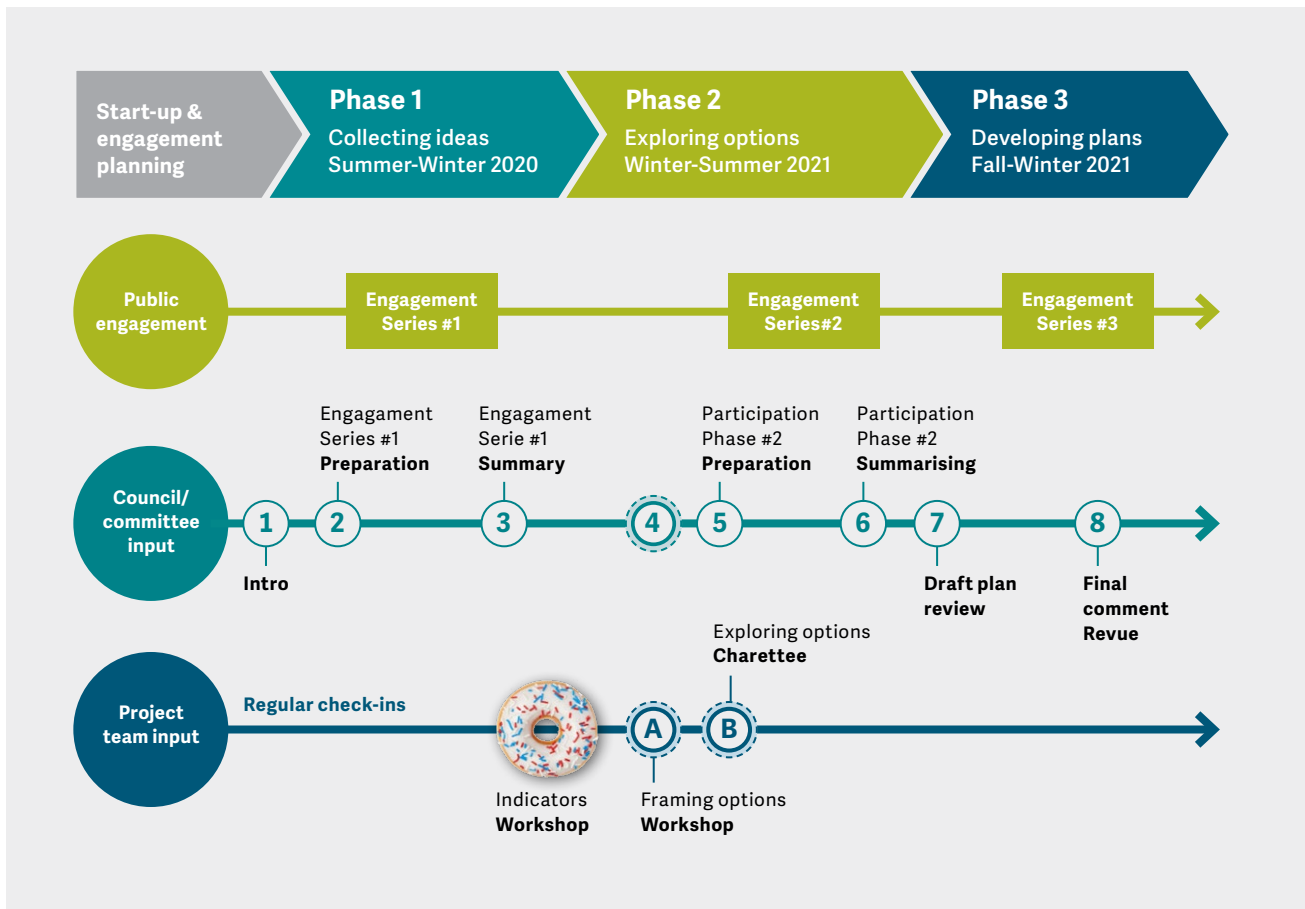 Start-up &
engagement
planning
Phase 1
Collecting ideas
Summer-Winter 2020
Phase 2
Exploring options
Winter-Summer 2021
Phase 3
Developing plans
Fall-Winter 2021
Public
engagement
Engagement
Series #1
Engagement
Series#2
Engagement
Series #3
Council/
committee
input
Engagament
Series #1
Preparation
Engagament
Serie #1
Summary
Participation
Phase #2
Preparation
Participation
Phase #2
Summarising
1
2
3
4
5
6
7
8
Intro
Draft plan
review
Final
comment
Revue
Project
team input
Regular check-ins
Exploring options
Charettee
A
B
Indicators
Workshop
Framing options
Workshop